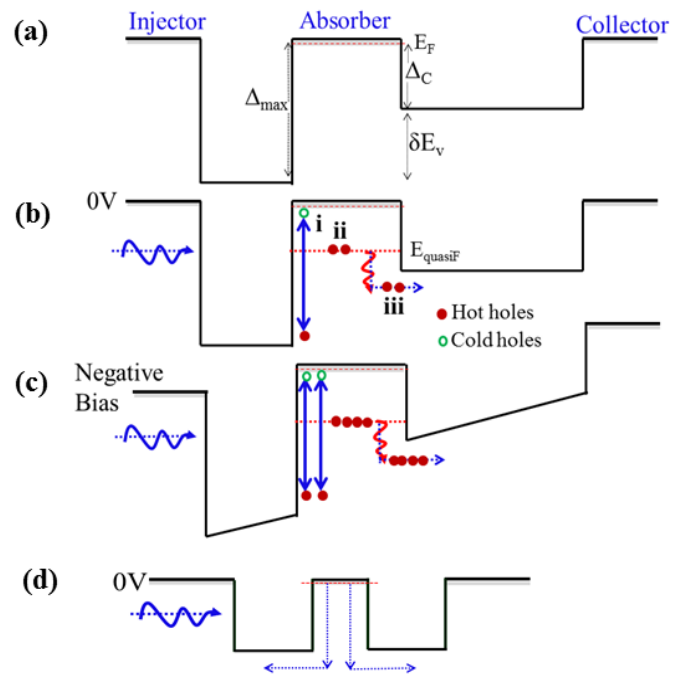 (a)
Injector
Absorber
Collector
E_F
Δ_C
Δ_max
δE_v
(b)
0V
i
ii
E_quasiF
iii
Hot holes
Cold holes
(c)
Negative
Bias
(d)
0V